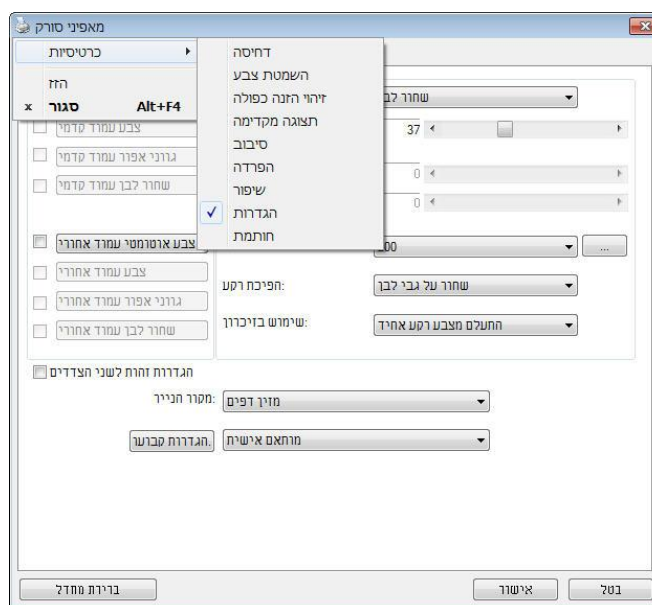 מאפיני סורק
כרטיסיות
הזז
x סגור Alt+F4
דחיסה
השמטת צבע
זיהוי הזנה כפולה
תצוגה מקדימה
סיבוב
הפרדה
שיפור
הגדרות
חותמת
שחור לבן
צבע עמוד קדמי
37
גווני אפור עמוד קדמי
0
שחור לבן עמוד קדמי
0
צבע אוטומטי עמוד אחורי
...
צבע עמוד אחורי
הפיכת רקע:
שחור על גבי לבן
גווני אפור עמוד אחורי
שימוש בזיכרון:
התעלם מצבע רקע אחיד
שחור לבן עמוד אחורי
הגדרות זהות לשני הצדדים
מקור הנייר:
מזין דפים
הגדרות קבועו.
מותאם אישית
ברירת מחדל
אישור
בטל